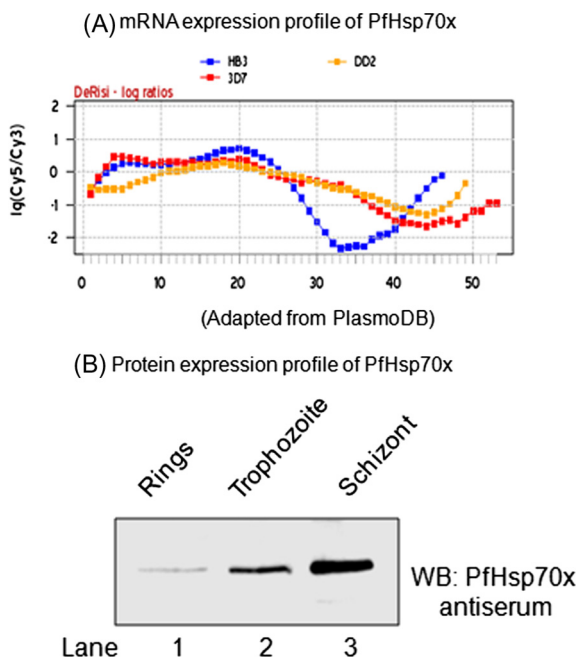 (A) mRNA expression profile of PfHsp70x
HB3 DD2
3D7
DeRisi - log ratios
lg(Cy5/Cy3)
2
1
0
-1
-2
0 10 20 30 40 50
(Adapted from PlasmoDB)
(B) Protein expression profile of PfHsp70x
Rings Trophozoite Schizont
WB: PfHsp70x
antiserum
Lane 1 2 3